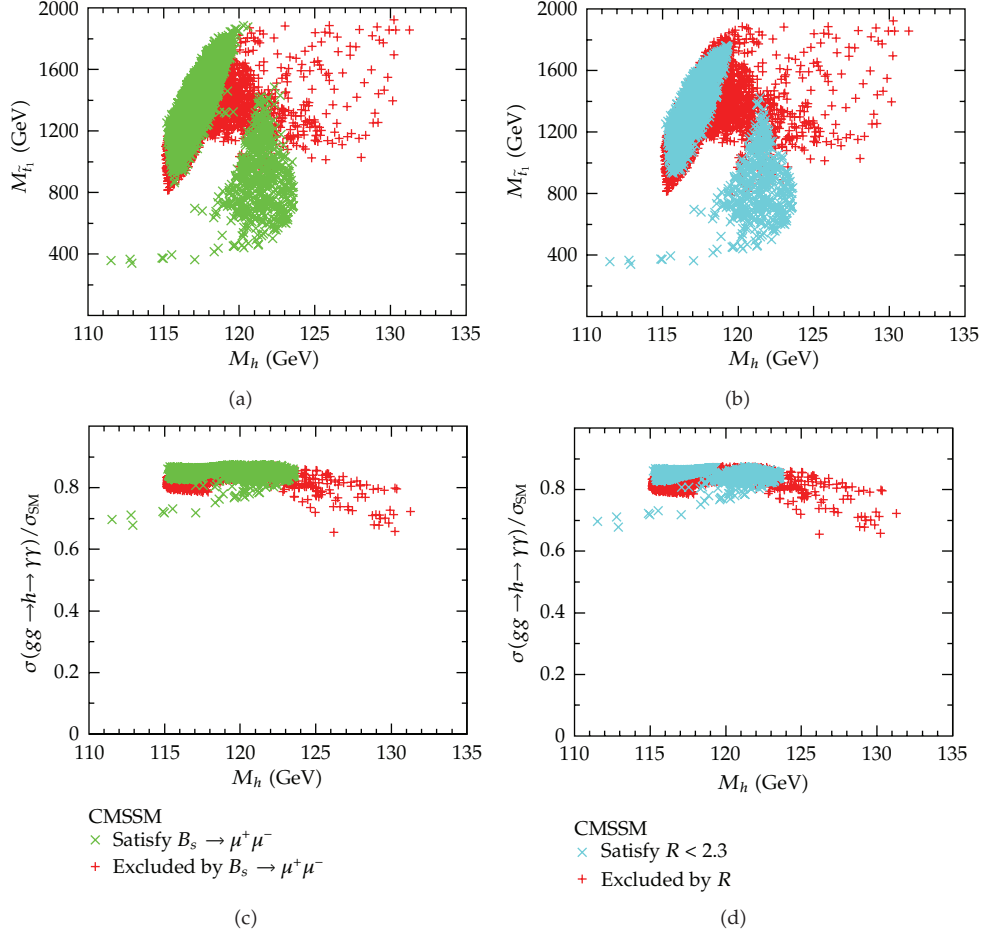 2000
1600
1200
800
400
M_{\tilde{t}_1} (GeV)
110 115 120 125 130 135
M_h (GeV)
(a)
2000
1600
1200
800
400
M_{\tilde{t}_1} (GeV)
110 115 120 125 130 135
M_h (GeV)
(b)
0.8
0.6
0.4
0.2
0
σ(gg → h → γγ)/σ_SM
110 115 120 125 130 135
M_h (GeV)
CMSSM
× Satisfy B_s → μ⁺μ⁻
+ Excluded by B_s → μ⁺μ⁻
(c)
0.8
0.6
0.4
0.2
0
σ(gg → h → γγ)/σ_SM
110 115 120 125 130 135
M_h (GeV)
CMSSM
× Satisfy R < 2.3
+ Excluded by R
(d)